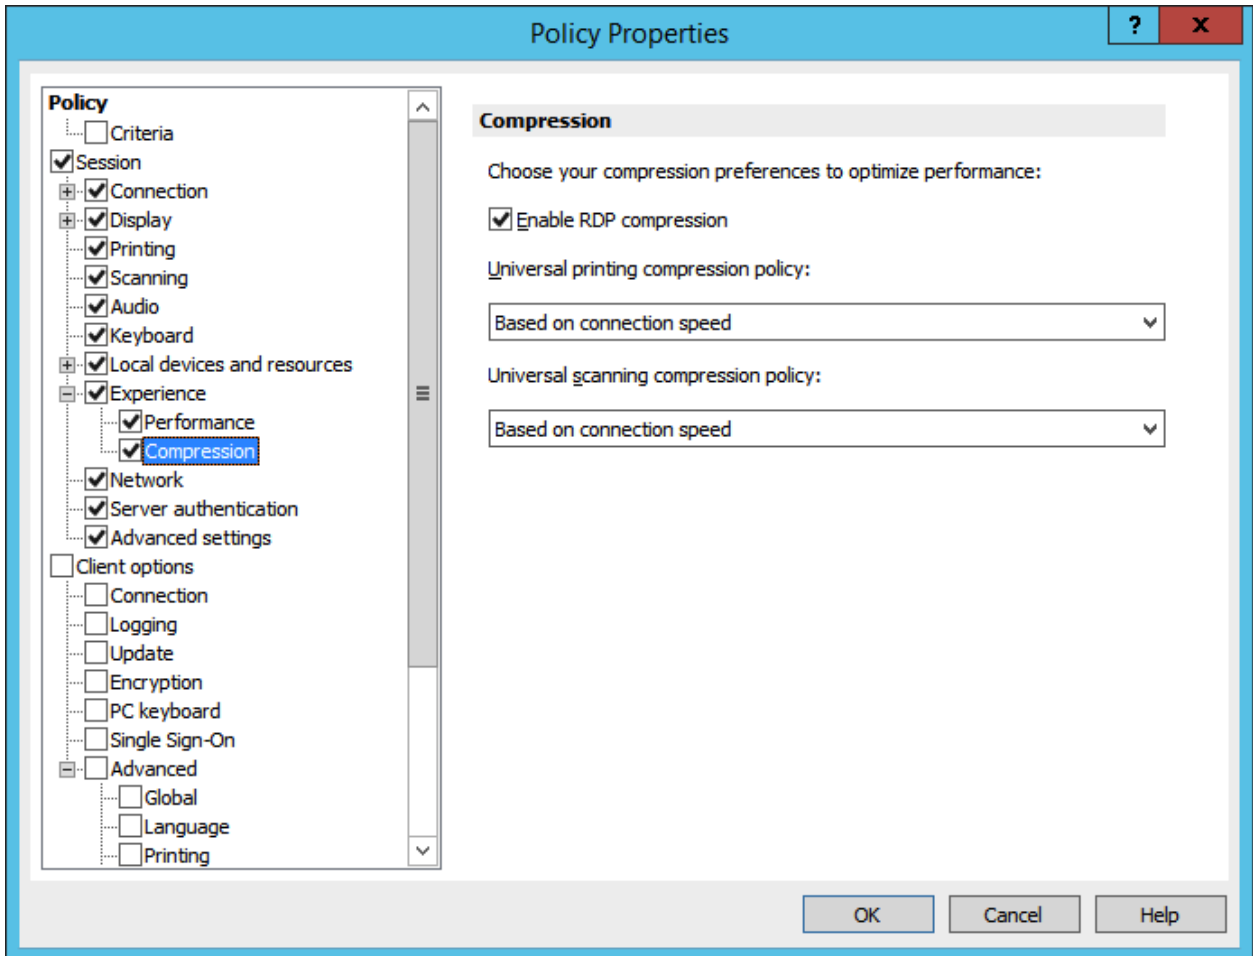 Policy Properties
?
x
Policy
Criteria
Session
Connection
Display
Printing
Scanning
Audio
Keyboard
Local devices and resources
Experience
Performance
Compression
Network
Server authentication
Advanced settings
Client options
Connection
Logging
Update
Encryption
PC keyboard
Single Sign-On
Advanced
Global
Language
Printing
Compression
Choose your compression preferences to optimize performance:
Enable RDP compression
Universal printing compression policy:
Based on connection speed
Universal scanning compression policy:
Based on connection speed
OK
Cancel
Help